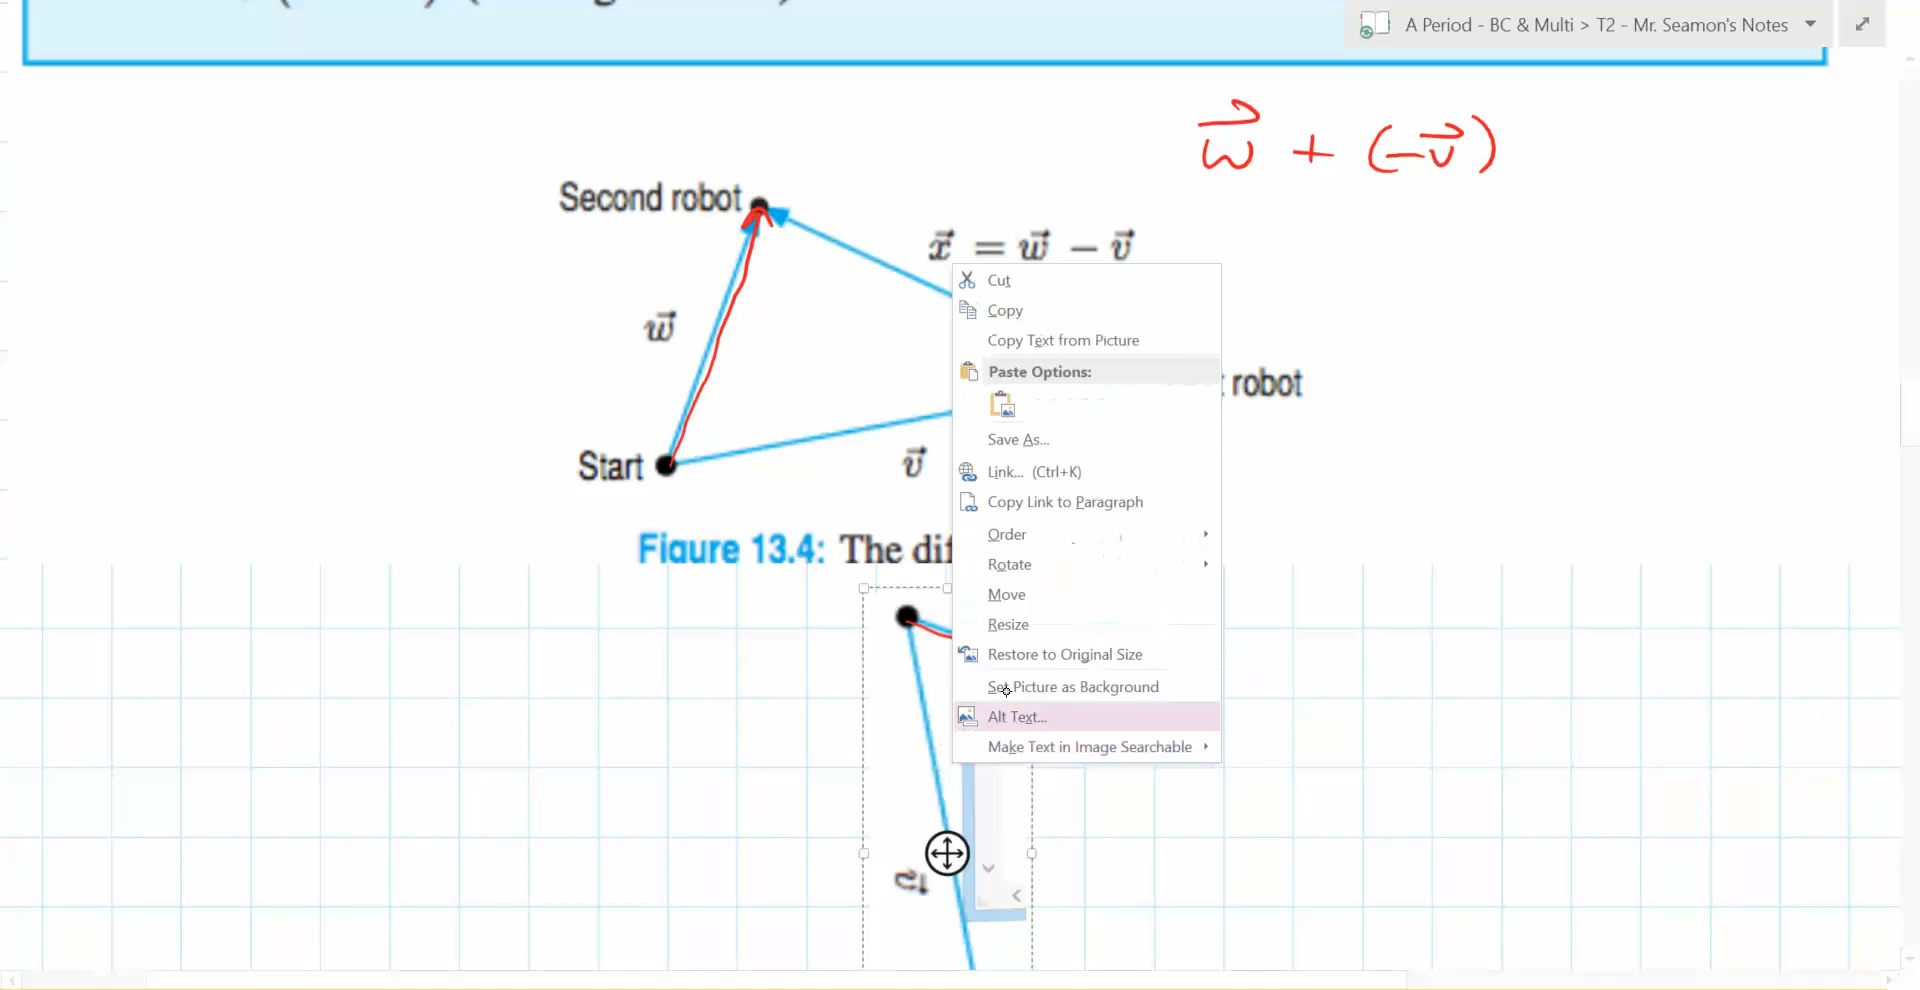 A Period - BC & Multi > T2 - Mr. Seamon's Notes
w⃗ + (-v⃗)
Second robot
x⃗ = w⃗ − v⃗
Cut
Copy
Copy Text from Picture
w⃗
Paste Options:
robot
Save As...
Start
v⃗
Link... (Ctrl+K)
Copy Link to Paragraph
Order
Figure 13.4: The dif
Rotate
Move
Resize
Restore to Original Size
Set Picture as Background
Alt Text...
Make Text in Image Searchable
v⃗